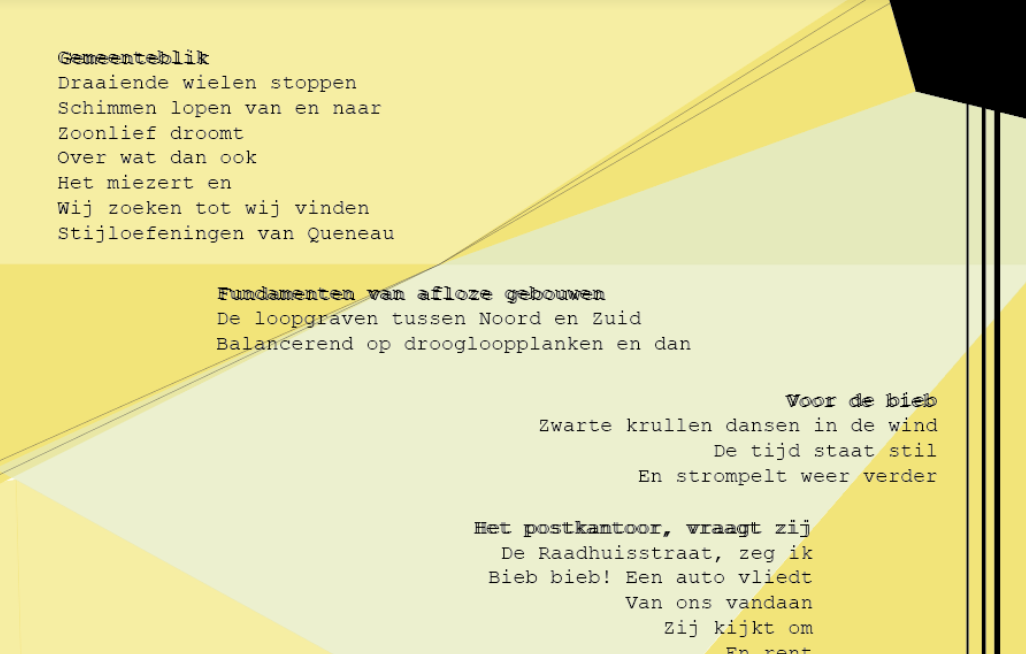 Gemeenteblik
Draaiende wielen stoppen
Schimmen lopen van en naar
Zoonlief droomt
Over wat dan ook
Het miezert en
Wij zoeken tot wij vinden
Stijloefeningen van Queneau
Fundamenten van afloze gebouwen
De loopgraven tussen Noord en Zuid
Balancerend op droogloopplanken en dan
Voor de bieb
Zwarte krullen dansen in de wind
De tijd staat stil
En strompelt weer verder
Het postkantoor, vraagt zij
De Raadhuisstraat, zeg ik
Bieb bieb! Een auto vliedt
Van ons vandaan
Zij kijkt om
En rent